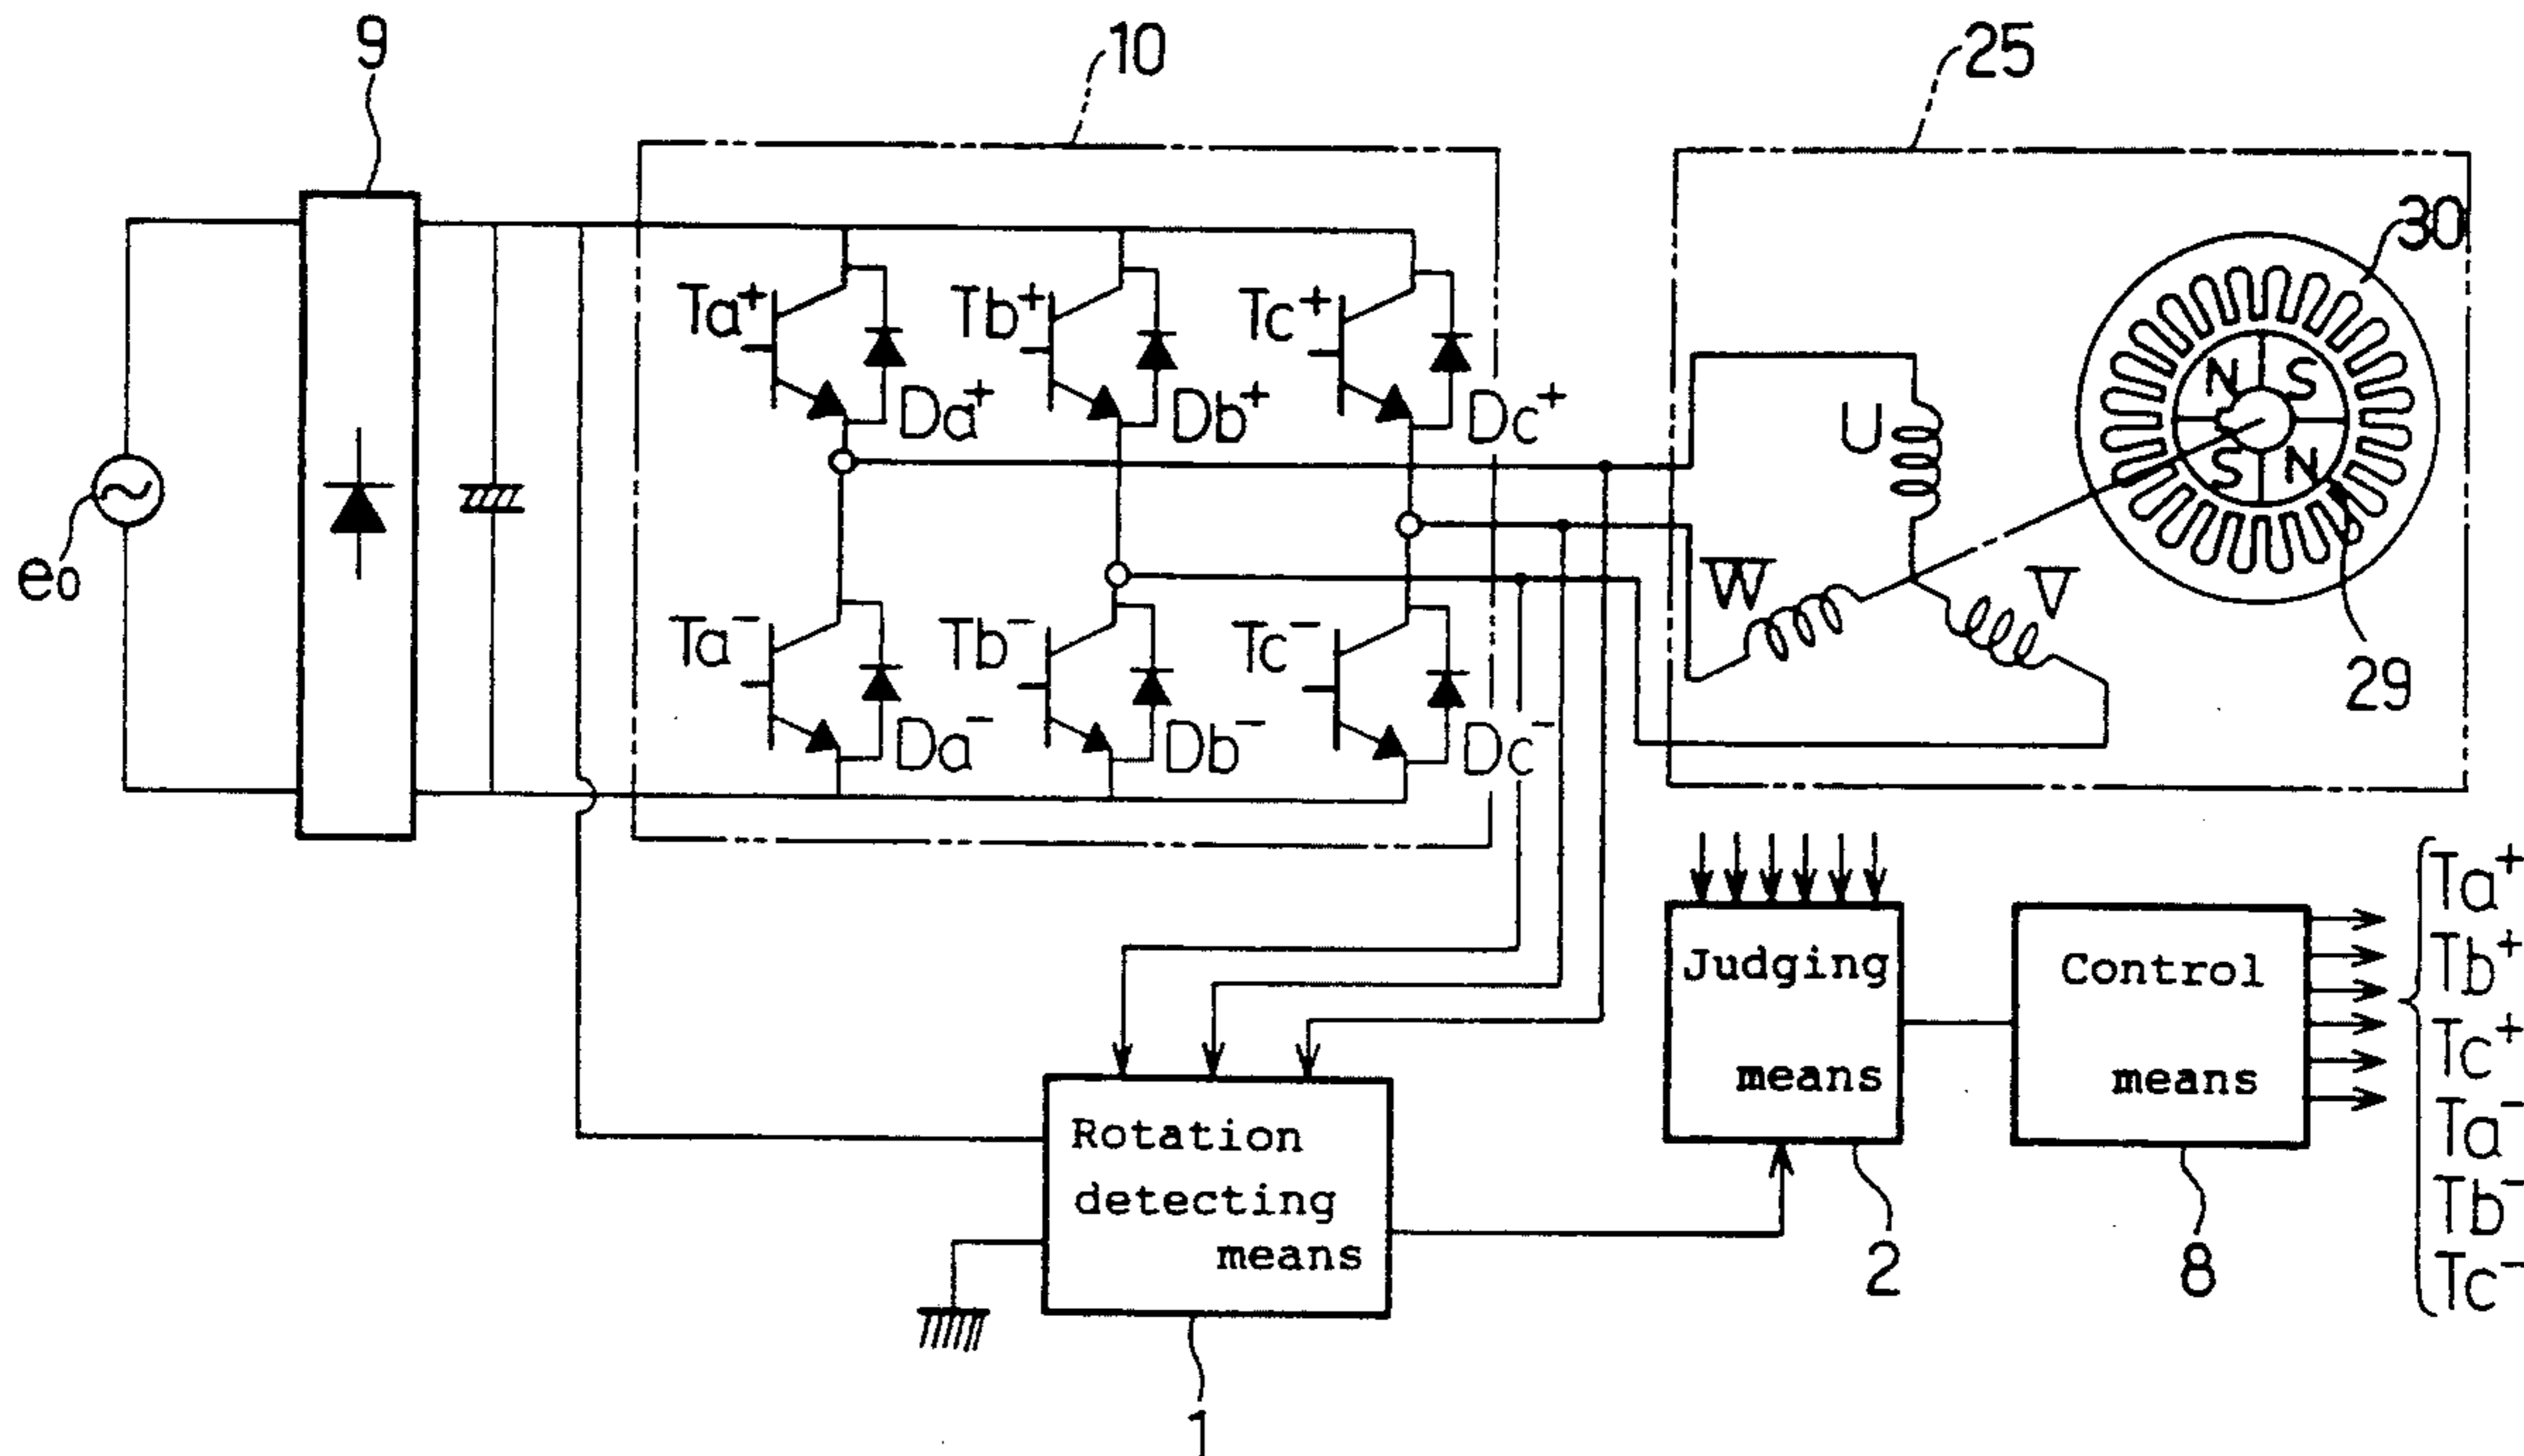 9
10
25
30
Ta+
Tb+
Tc+
Da+
Db+
Dc+
N
S
S
N
U
e0
W
V
Ta-
Tb-
Tc-
Da-
Db-
Dc-
29
Judging
means
Control
means
Ta+
Tb+
Tc+
Ta-
Tb-
Tc-
Rotation
detecting
means
2
8
1